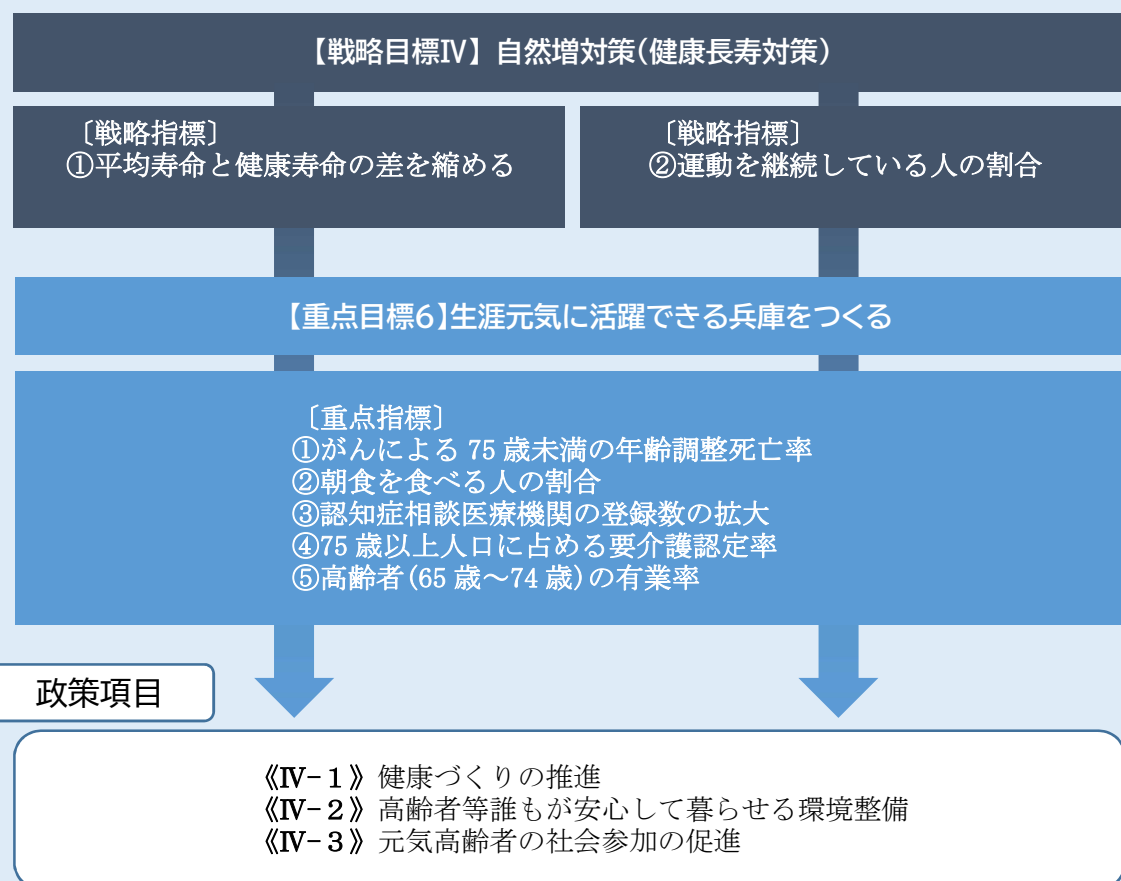 【戦略目標Ⅳ】自然増対策(健康長寿対策)
〔戦略指標〕
①平均寿命と健康寿命の差を縮める
〔戦略指標〕
②運動を継続している人の割合
【重点目標6】生涯元気に活躍できる兵庫をつくる
〔重点指標〕
①がんによる 75 歳未満の年齢調整死亡率
②朝食を食べる人の割合
③認知症相談医療機関の登録数の拡大
④75 歳以上人口に占める要介護認定率
⑤高齢者(65 歳～74 歳)の有業率
政策項目
《Ⅳ-１》健康づくりの推進
《Ⅳ-２》高齢者等誰もが安心して暮らせる環境整備
《Ⅳ-３》元気高齢者の社会参加の促進